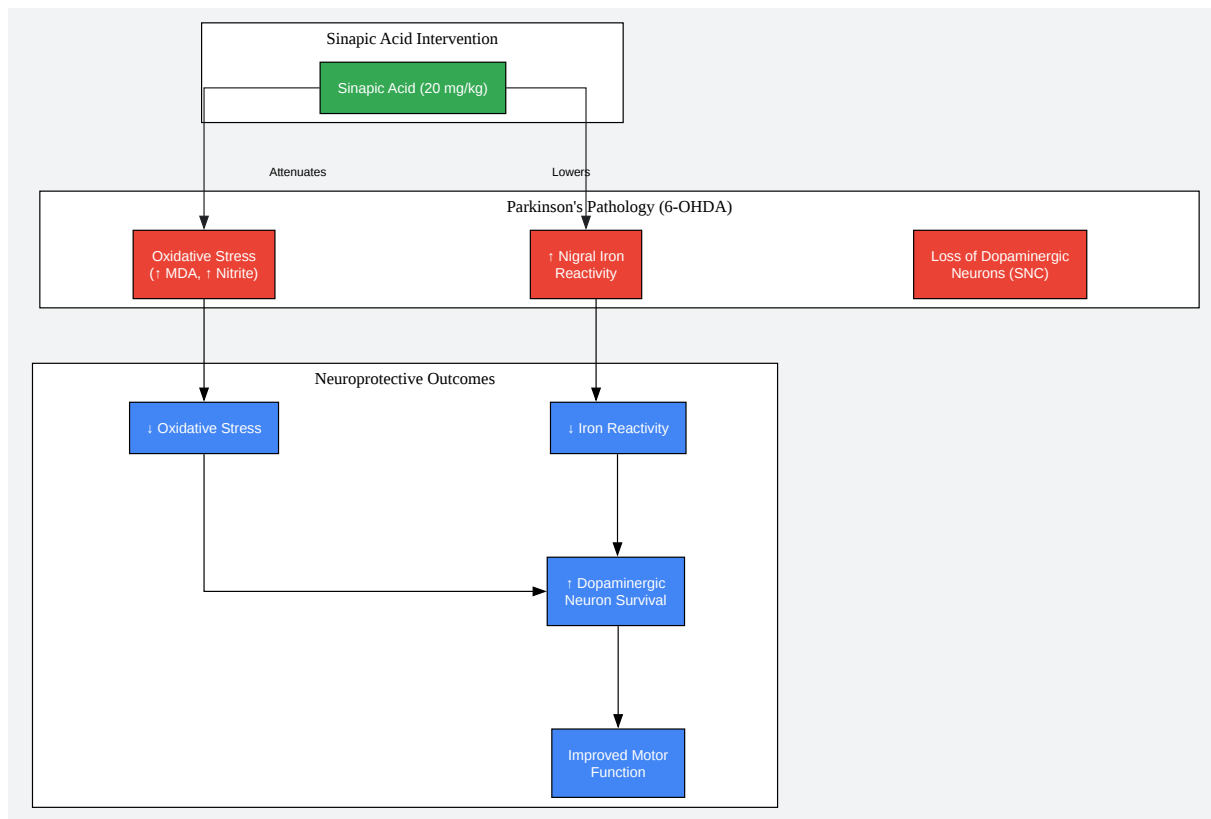 Sinapic Acid Intervention
Sinapic Acid (20 mg/kg)
Attenuates
Lowers
Parkinson's Pathology (6-OHDA)
Oxidative Stress
(↑ MDA, ↑ Nitrite)
↑ Nigral Iron
Reactivity
Loss of Dopaminergic
Neurons (SNC)
Neuroprotective Outcomes
↓ Oxidative Stress
↓ Iron Reactivity
↑ Dopaminergic
Neuron Survival
Improved Motor
Function